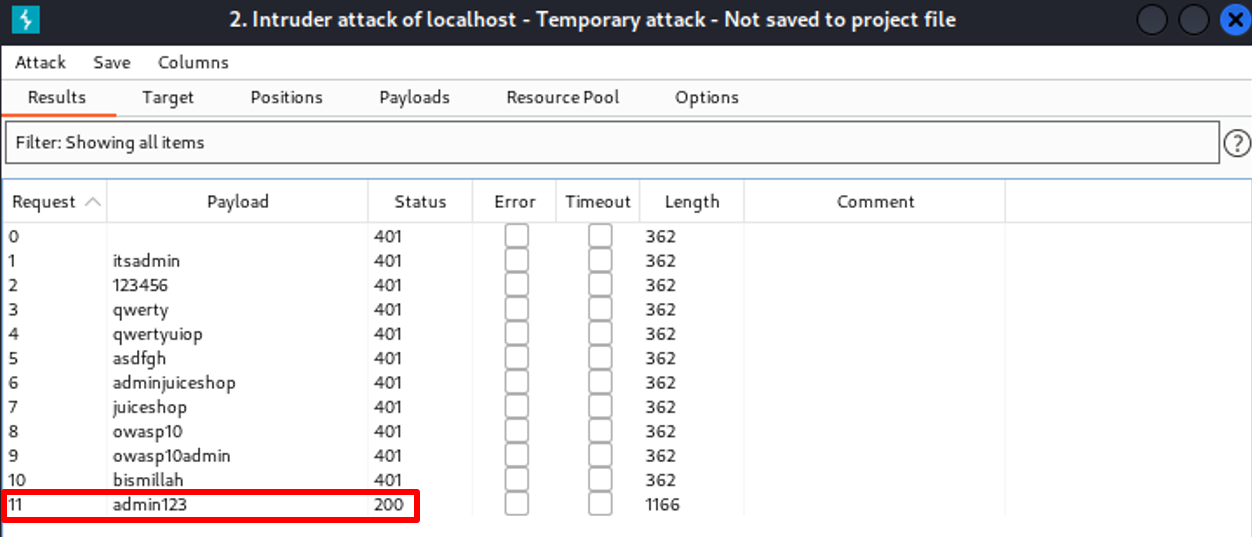 2. Intruder attack of localhost - Temporary attack - Not saved to project file
Attack Save Columns
Results Target Positions Payloads Resource Pool Options
Filter: Showing all items
?
Request Payload Status Error Timeout Length Comment
0 401 362
1 itsadmin 401 362
2 123456 401 362
3 qwerty 401 362
4 qwertyuiop 401 362
5 asdfgh 401 362
6 adminjuiceshop 401 362
7 juiceshop 401 362
8 owasp10 401 362
9 owasp10admin 401 362
10 bismillah 401 362
11 admin123 200 1166